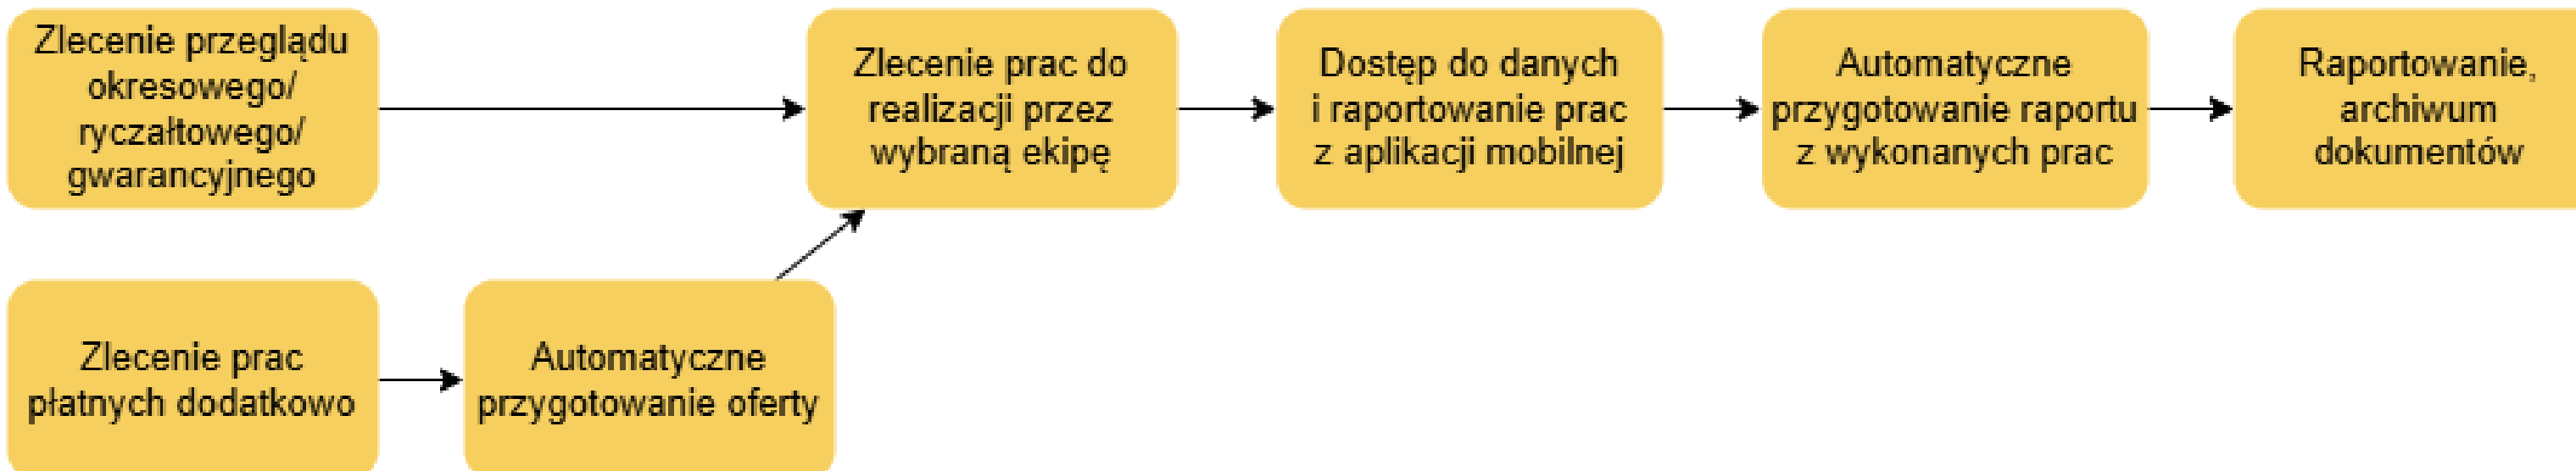 Zlecenie przeglądu
okresowego/
ryczałtowego/
gwarancyjnego
Zlecenie prac do
realizacji przez
wybraną ekipę
Dostęp do danych
i raportowanie prac
z aplikacji mobilnej
Automatyczne
przygotowanie raportu
z wykonanych prac
Raportowanie,
archiwum
dokumentów
Zlecenie prac
płatnych dodatkowo
Automatyczne
przygotowanie oferty